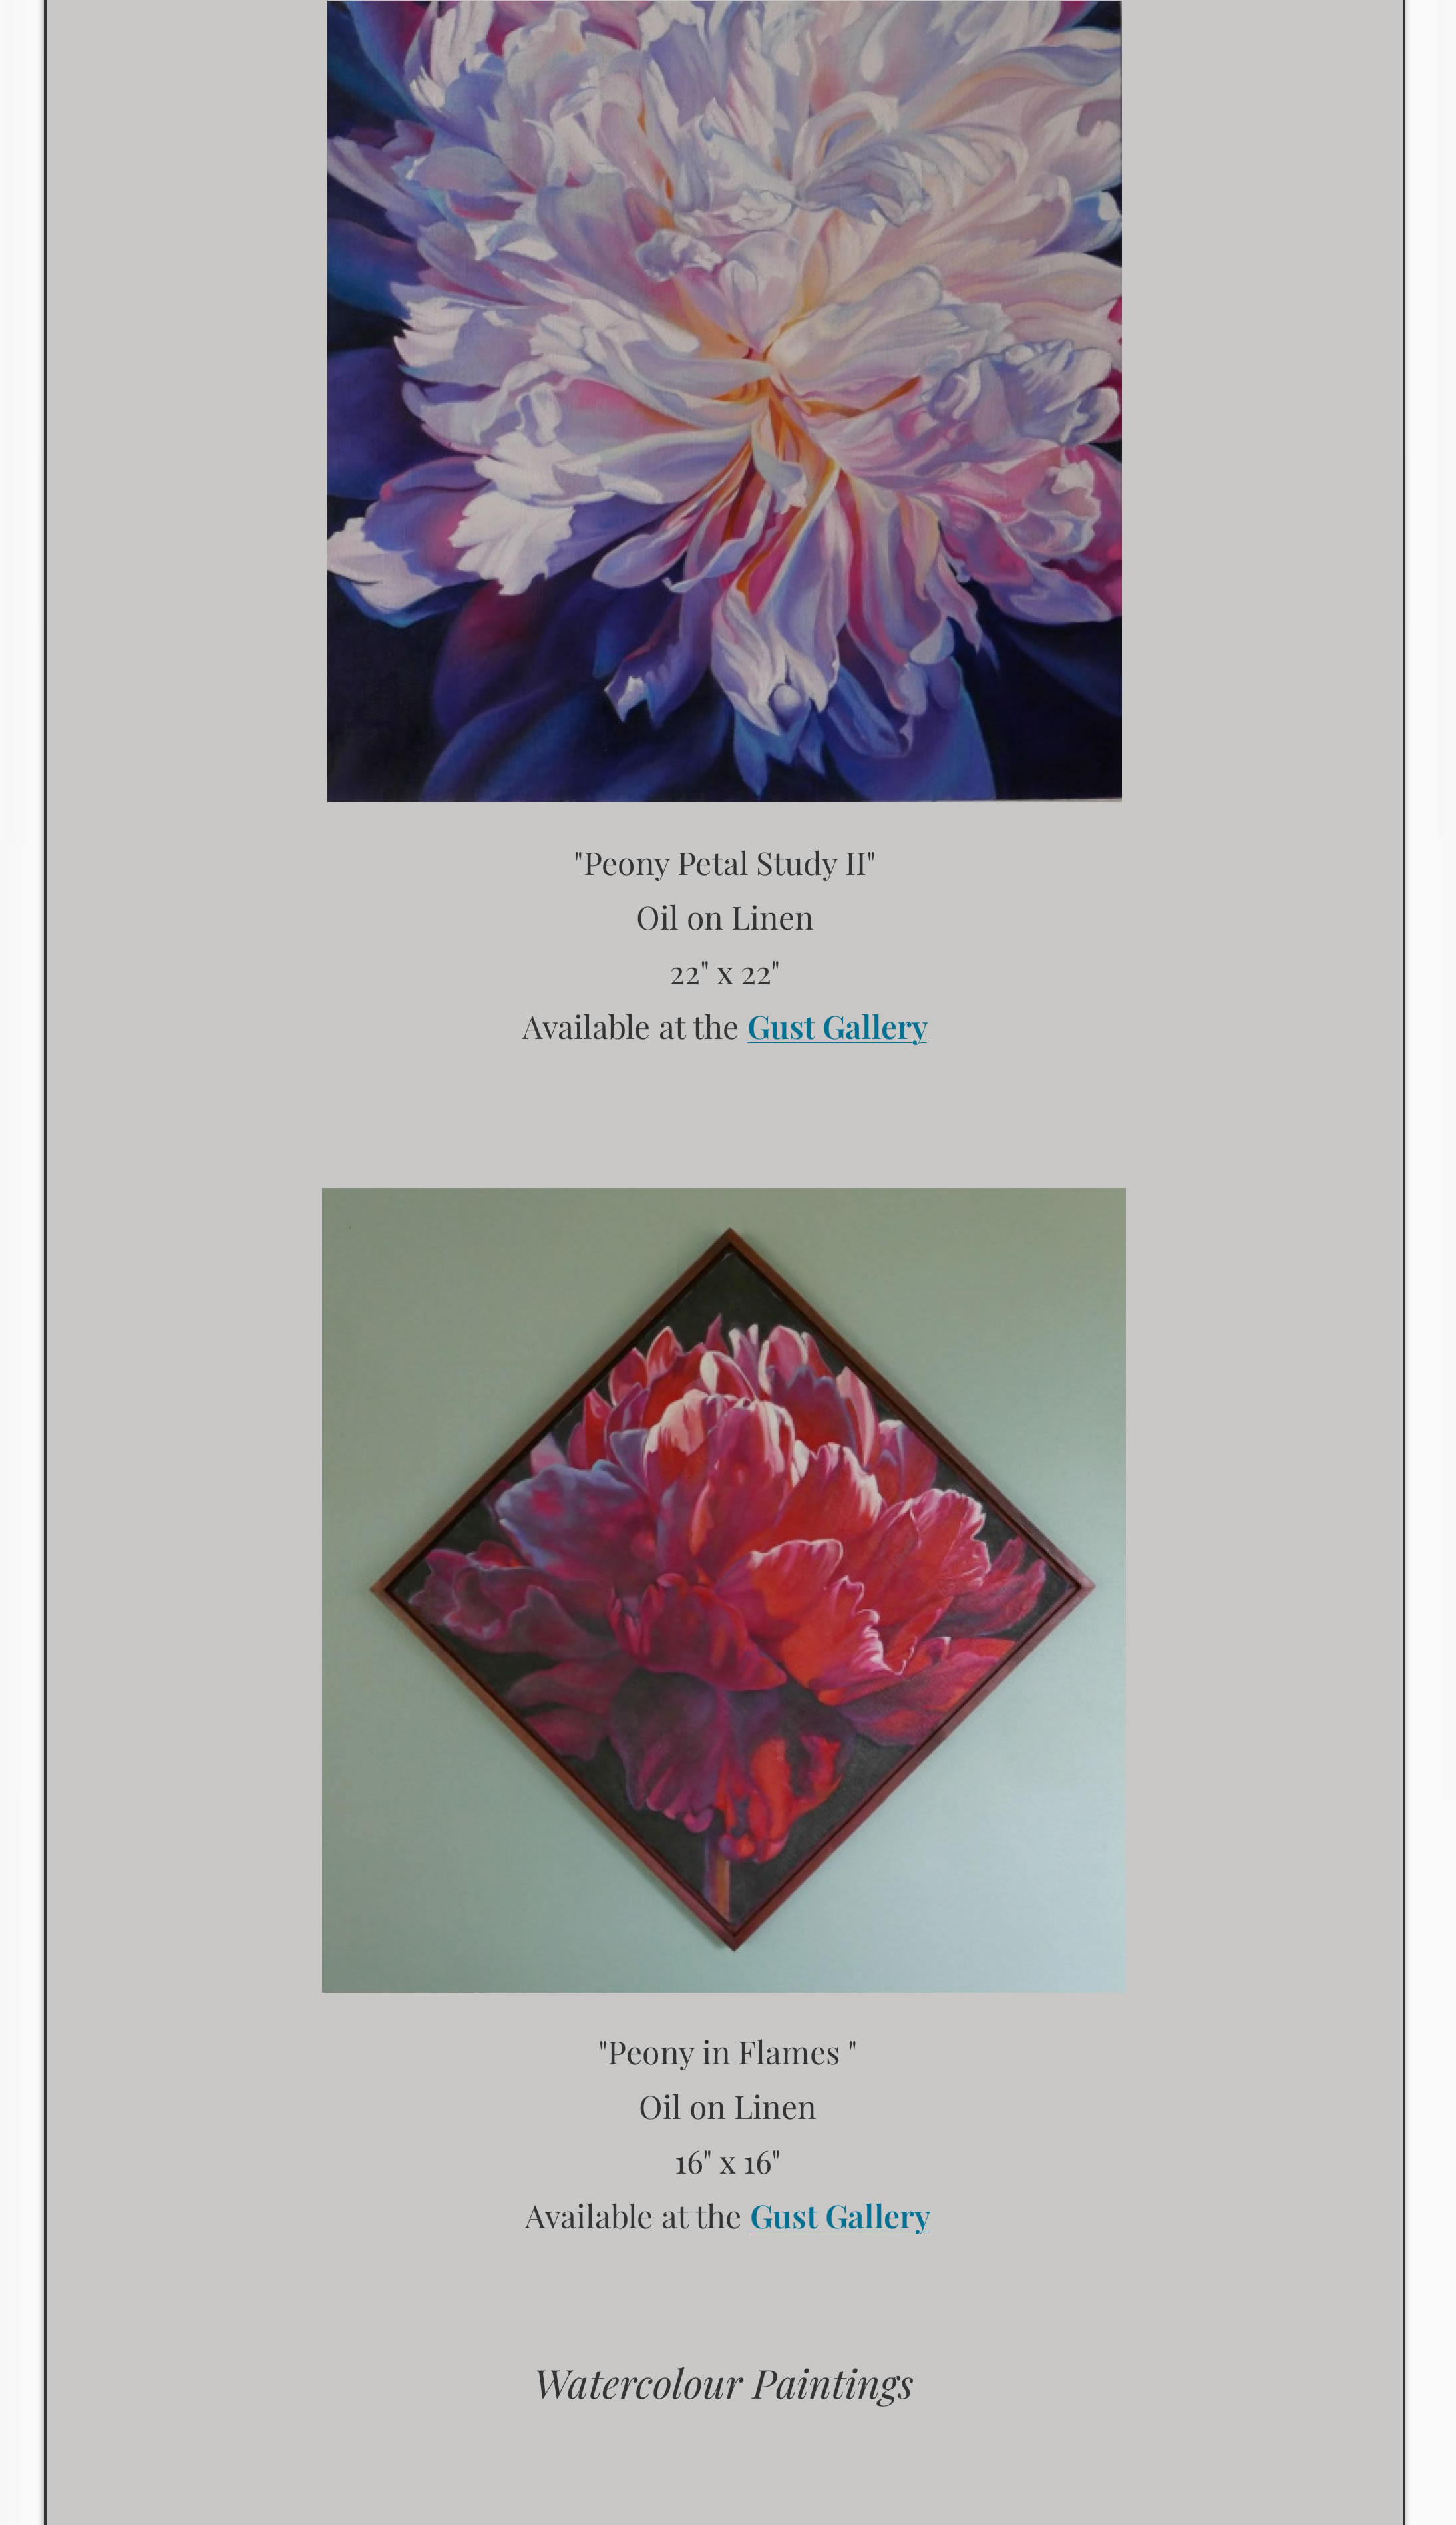 "Peony Petal Study II"
Oil on Linen
22" x 22"
Available at the Gust Gallery
"Peony in Flames "
Oil on Linen
16" x 16"
Available at the Gust Gallery
Watercolour Paintings